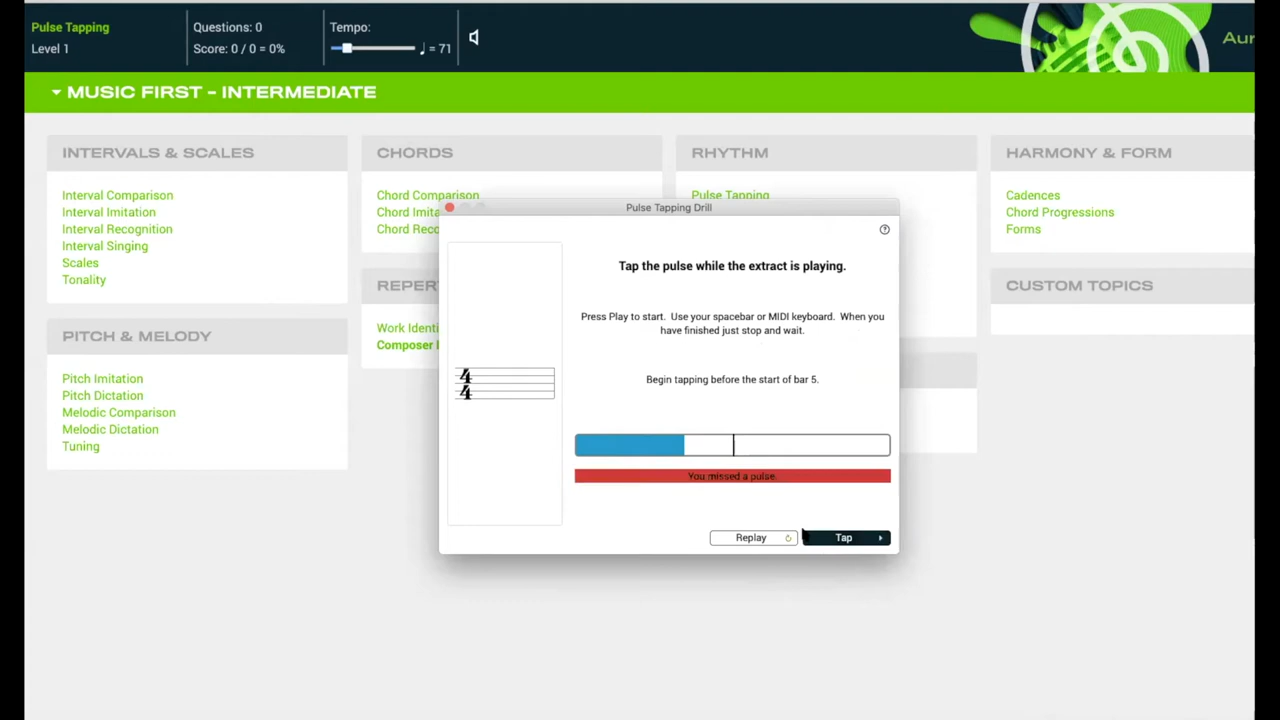 Pulse Tapping
Level 1
Questions: 0
Score: 0 / 0 = 0%
Tempo:
♩ = 71
Aur
MUSIC FIRST - INTERMEDIATE
INTERVALS & SCALES
Interval Comparison
Interval Imitation
Interval Recognition
Interval Singing
Scales
Tonality
PITCH & MELODY
Pitch Imitation
Pitch Dictation
Melodic Comparison
Melodic Dictation
Tuning
CHORDS
Chord Comparison
Chord Imita
Chord Reco
REPER
Work Identi
Composer
RHYTHM
Pulse Tapping
HARMONY & FORM
Cadences
Chord Progressions
Forms
CUSTOM TOPICS
Pulse Tapping Drill
?
Tap the pulse while the extract is playing.
Press Play to start. Use your spacebar or MIDI keyboard. When you
have finished just stop and wait.
Begin tapping before the start of bar 5.
4
4
You missed a pulse.
Replay
Tap